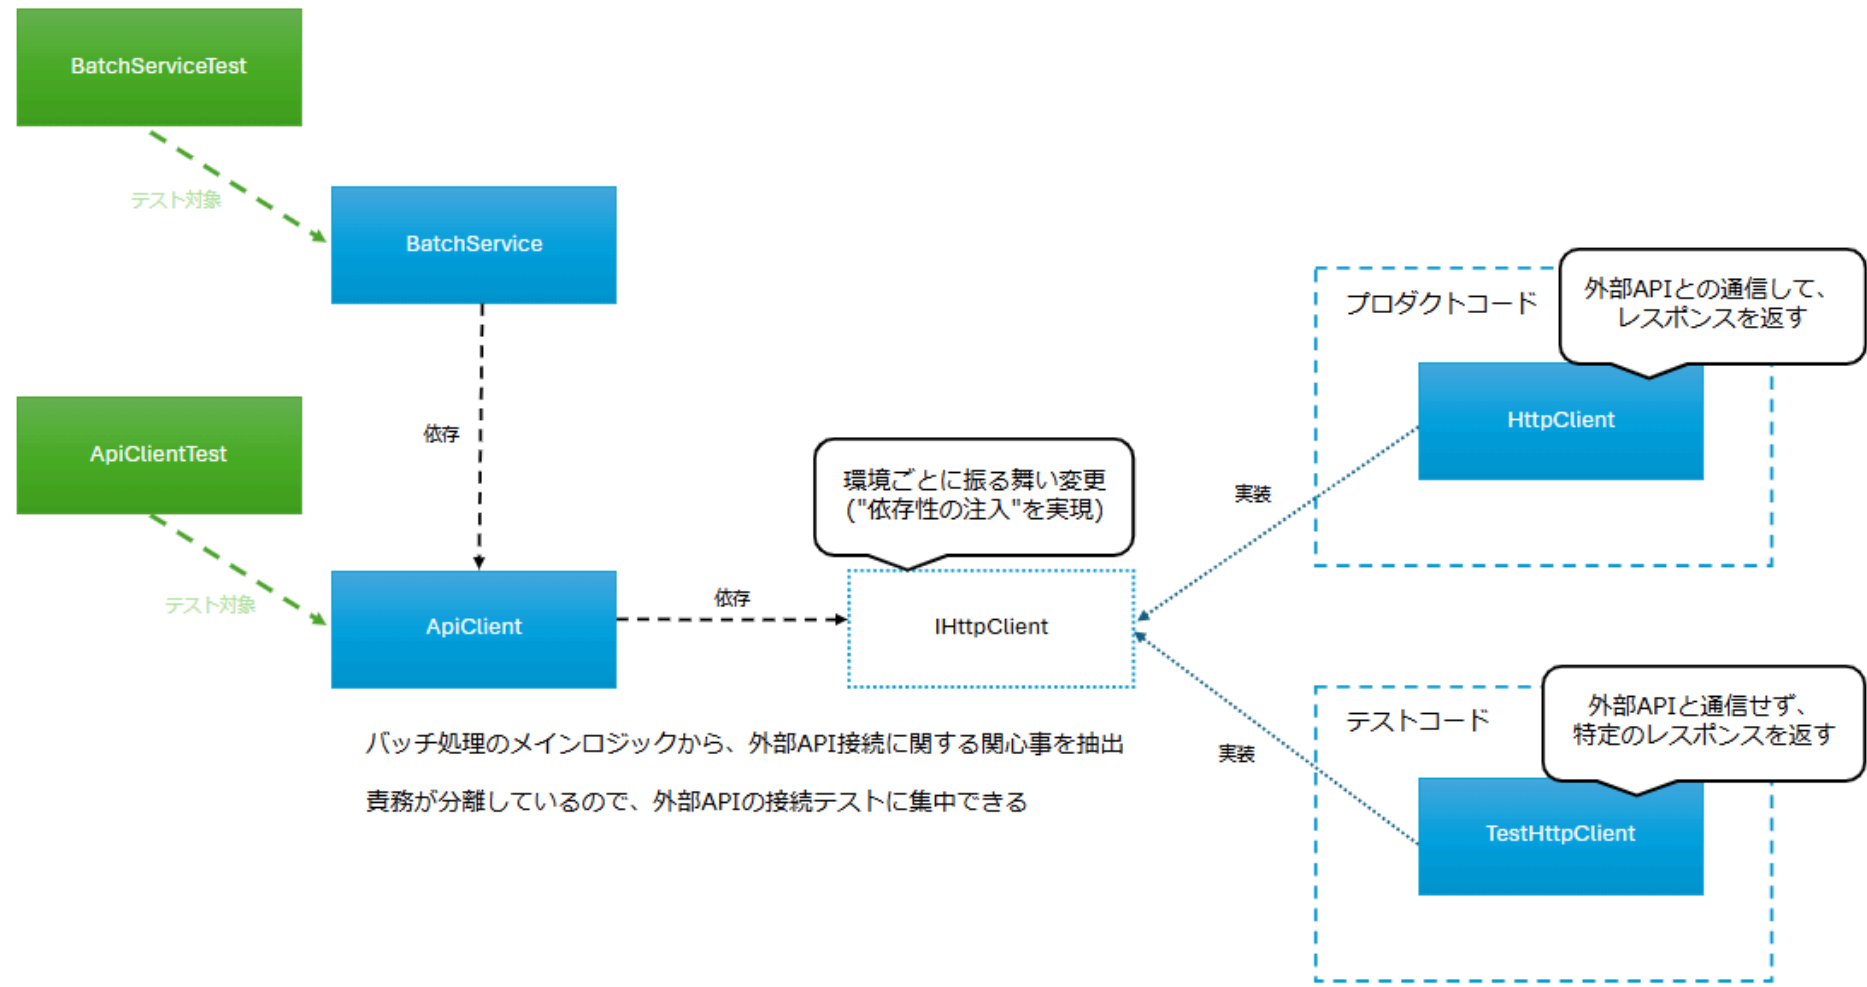 BatchServiceTest
テスト対象
BatchService
プロダクトコード
外部APIとの通信して、
レスポンスを返す
HttpClient
依存
ApiClientTest
環境ごとに振る舞い変更
("依存性の注入"を実現)
実装
テスト対象
ApiClient
依存
IHttpClient
テストコード
外部APIと通信せず、
特定のレスポンスを返す
実装
バッチ処理のメインロジックから、外部API接続に関する関心事を抽出
責務が分離しているので、外部APIの接続テストに集中できる
TestHttpClient